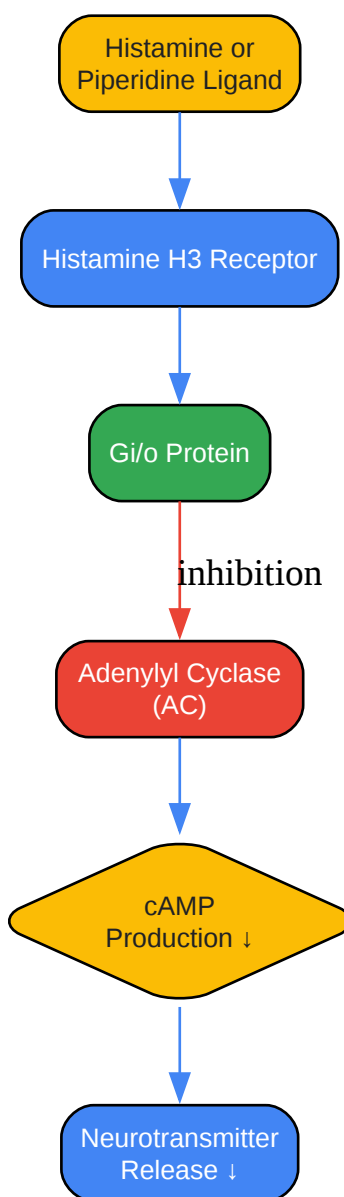 Histamine or
Piperidine Ligand
Histamine H3 Receptor
Gi/o Protein
inhibition
Adenylyl Cyclase
(AC)
cAMP
Production ↓
Neurotransmitter
Release ↓